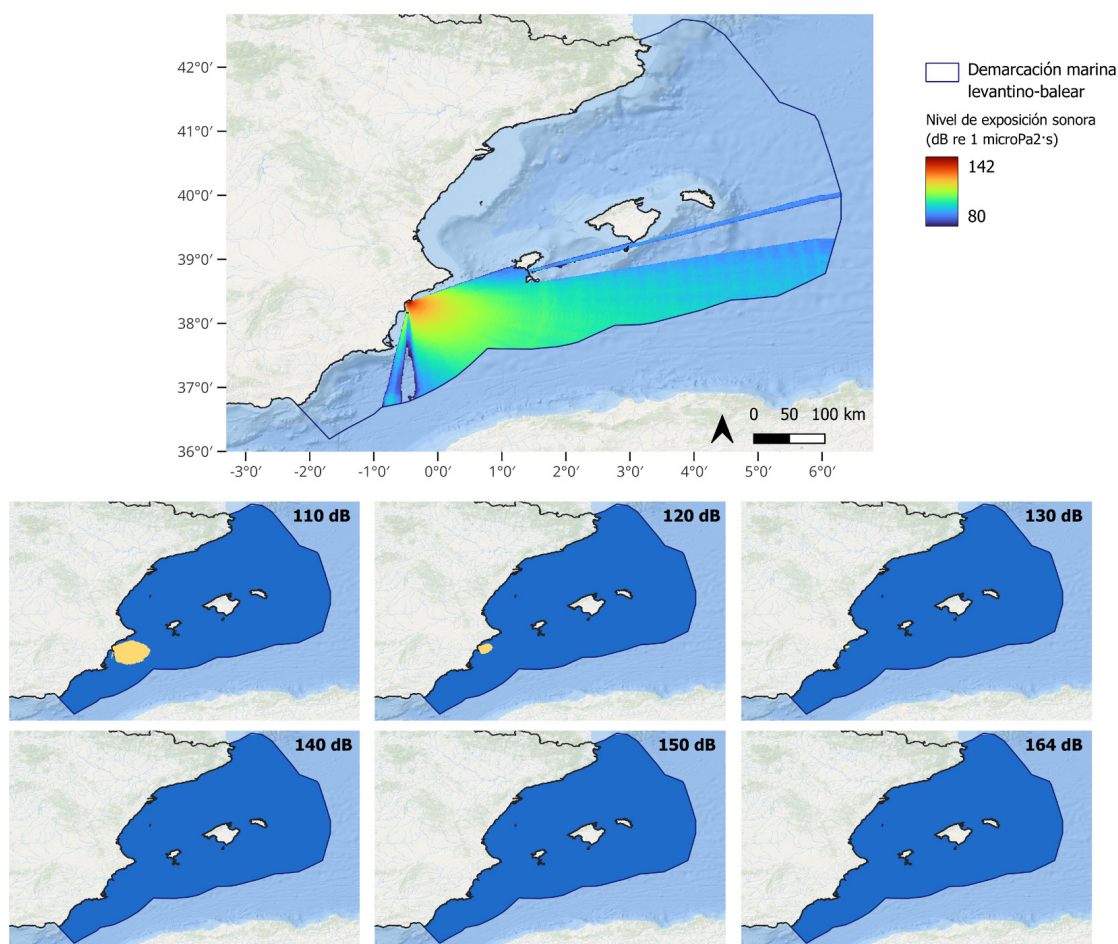 42°0′
41°0′
40°0′
39°0′
38°0′
37°0′
36°0′
-3°0′ -2°0′ -1°0′ 0°0′ 1°0′ 2°0′ 3°0′ 4°0′ 5°0′ 6°0′
0 50 100 km
Demarcación marina
levantino-balear
Nivel de exposición sonora
(dB re 1 microPa2·s)
142
80
110 dB
120 dB
130 dB
140 dB
150 dB
164 dB